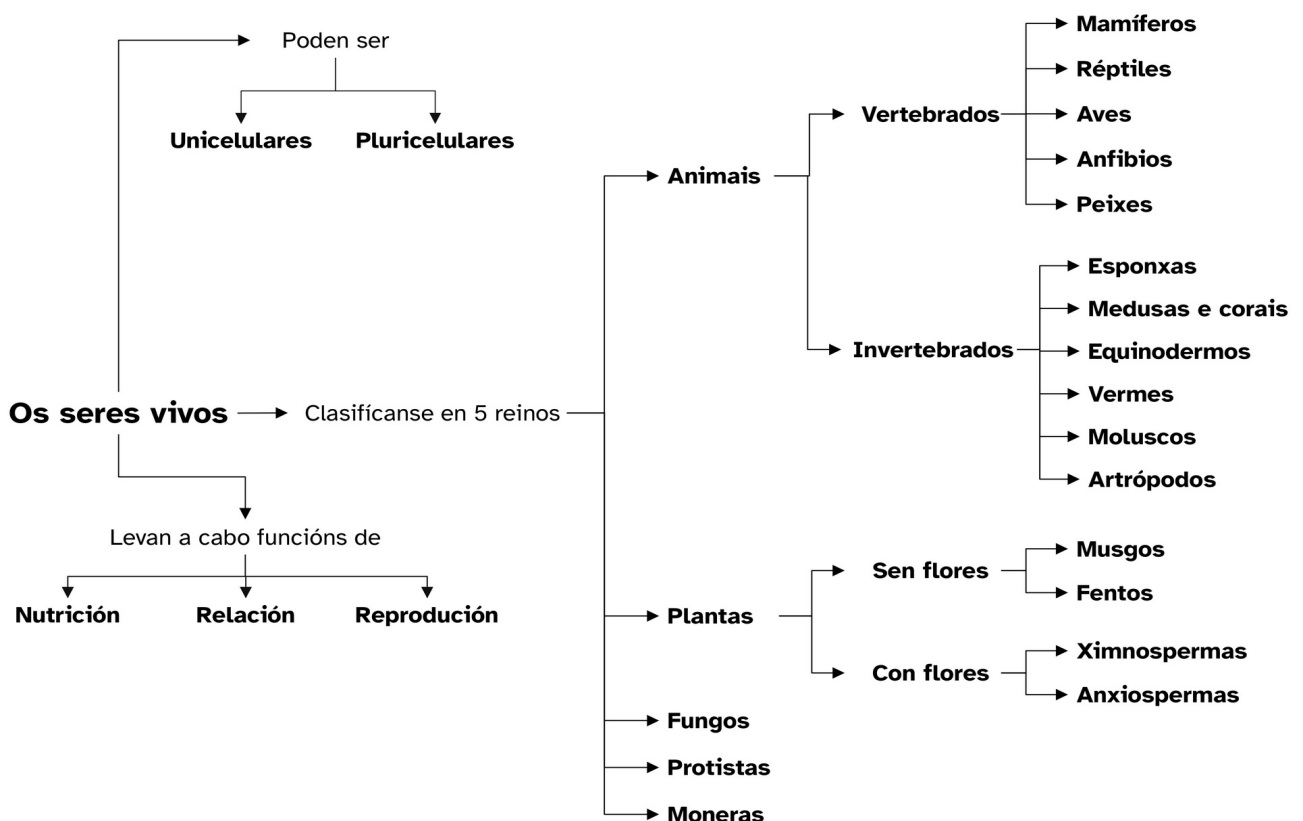 Poden ser
Unicelulares
Pluricelulares
Os seres vivos
Clasifícanse en 5 reinos
Levan a cabo funcións de
Nutrición
Relación
Reprodución
Animais
Vertebrados
Mamíferos
Réptiles
Aves
Anfibios
Peixes
Invertebrados
Esponxas
Medusas e corais
Equinodermos
Vermes
Moluscos
Artrópodos
Plantas
Sen flores
Musgos
Fentos
Con flores
Ximnospermas
Anxiospermas
Fungos
Protistas
Moneras